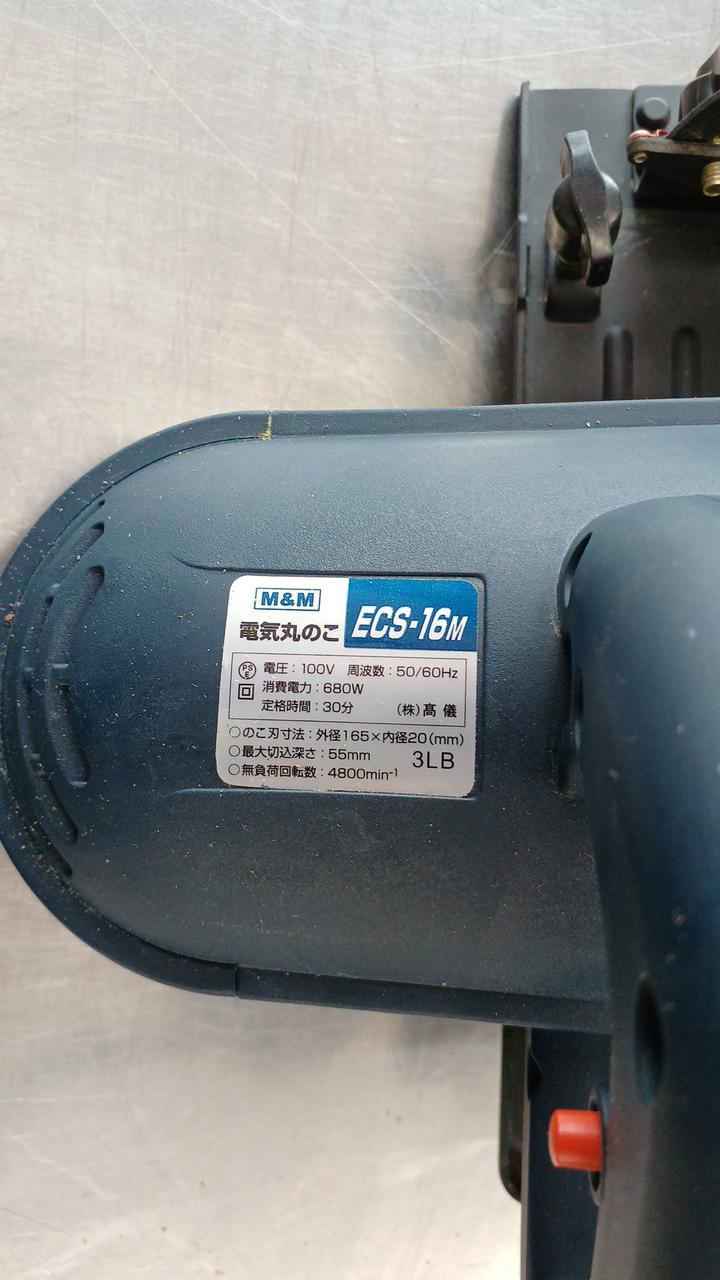 M&M
電気丸のこ ECS-16M
PSE 電圧：100V 周波数：50/60Hz
消費電力：680W
定格時間：30分 (株)髙儀
○のこ刃寸法：外径165×内径20(mm)
○最大切込深さ：55mm 3LB
○無負荷回転数：4800min⁻¹